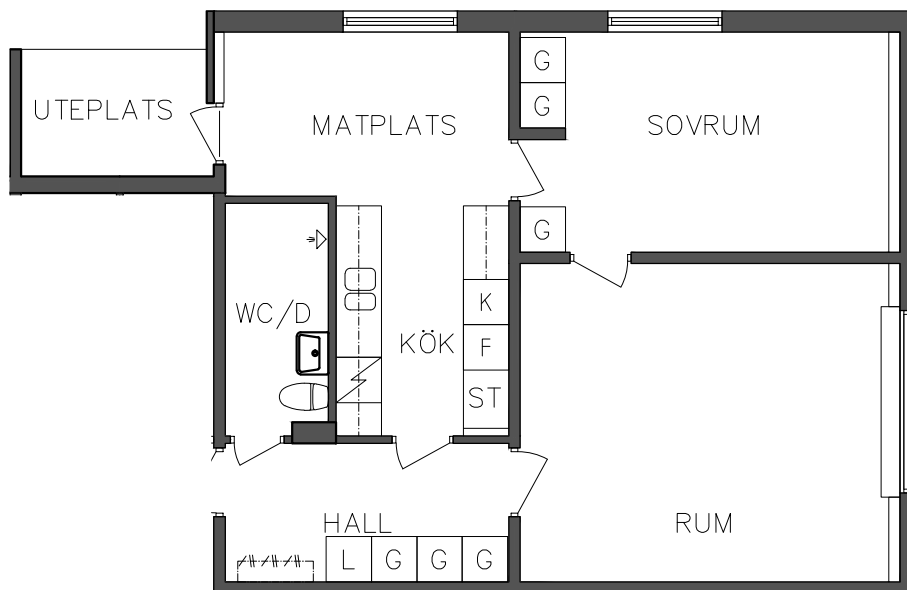 G
G
UTEPLATS
MATPLATS
SOVRUM
G
K
WC/D
KÖK
F
ST
HALL
RUM
L G G G